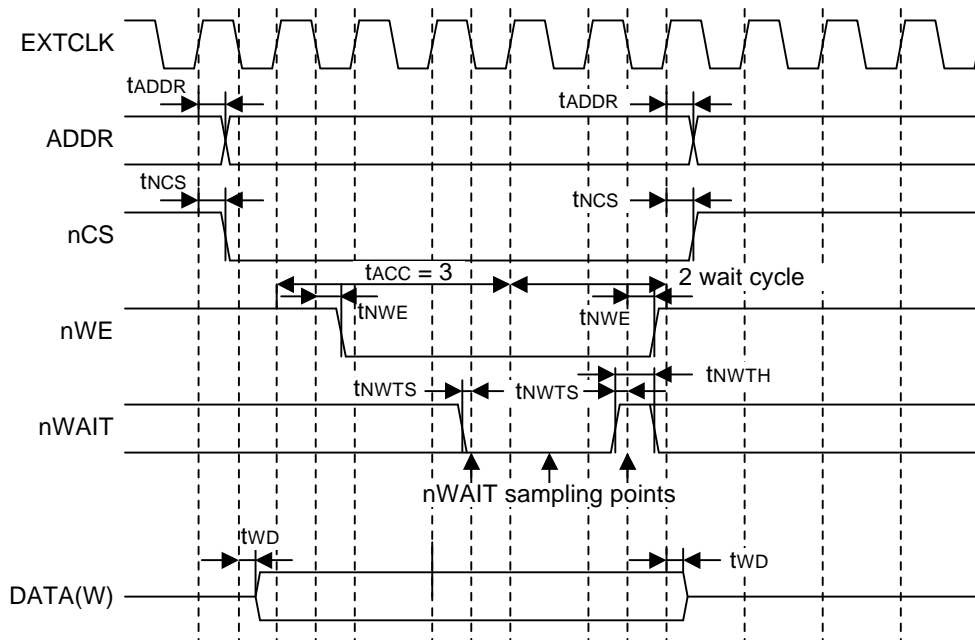 EXTCLK
tADDR
tADDR
ADDR
tNCS
tNCS
nCS
tACC = 3
2 wait cycle
tNWE
tNWE
nWE
tNWTS
tNWTS
tNWTH
nWAIT
nWAIT sampling points
tWD
tWD
DATA(W)